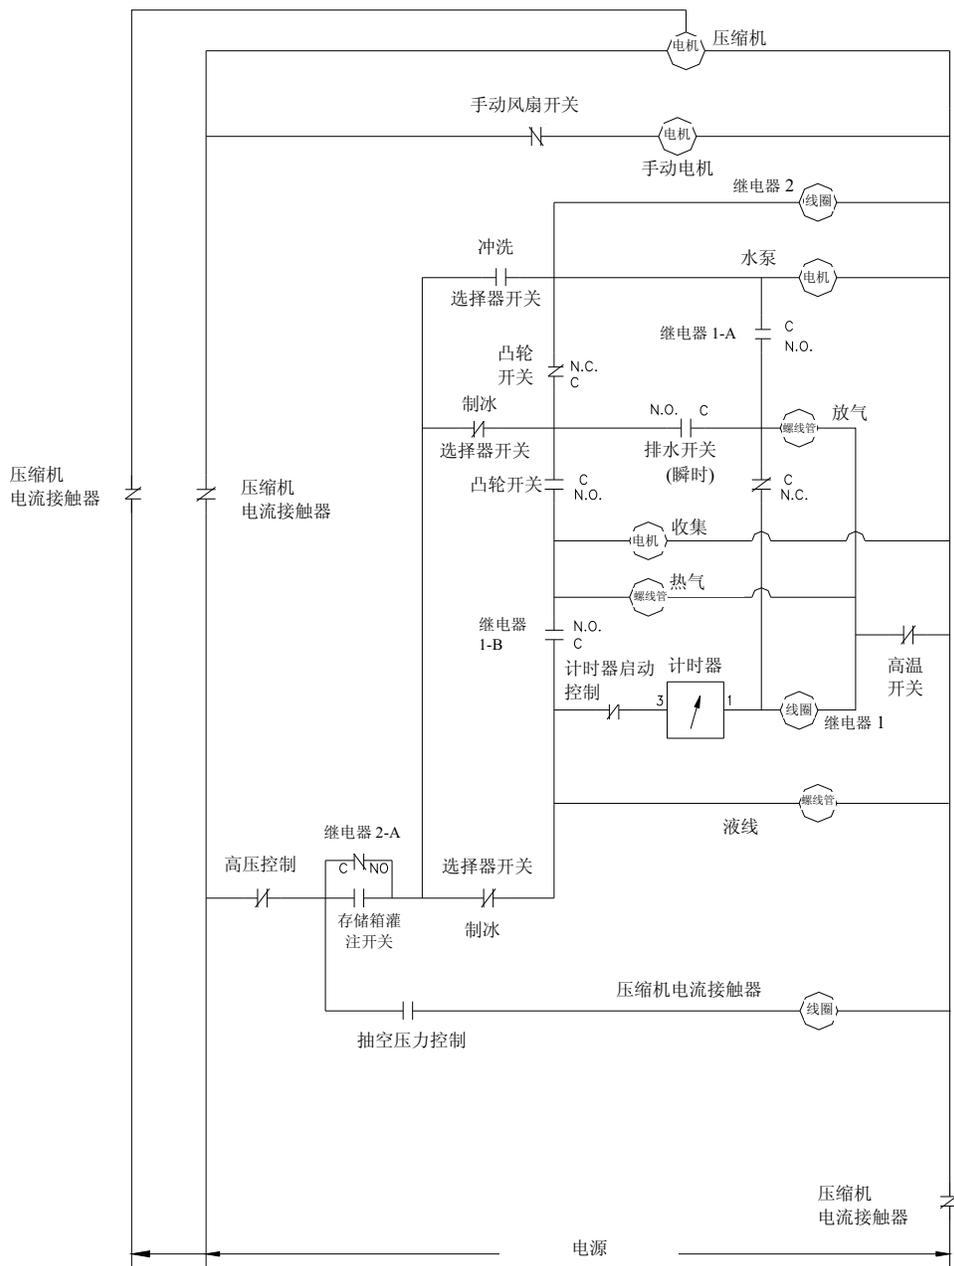 电机 压缩机
手动风扇开关
电机
手动电机
继电器 2
线圈
冲洗
水泵
电机
选择器开关
C
继电器 1-A
N.O.
凸轮
开关
N.C.
C
制冰
N.O. C
放气
螺线管
选择器开关
排水开关
(瞬时)
压缩机
电流接触器
压缩机
电流接触器
凸轮开关
C
N.O.
C
N.C.
收集
电机
热气
螺线管
继电器
1-B
N.O.
C
计时器启动
控制
计时器
3
1
高温
开关
线圈
继电器 1
螺线管
液线
继电器 2-A
C NO
高压控制
选择器开关
存储箱灌
注开关
制冰
压缩机电流接触器
线圈
抽空压力控制
压缩机
电流接触器
电源